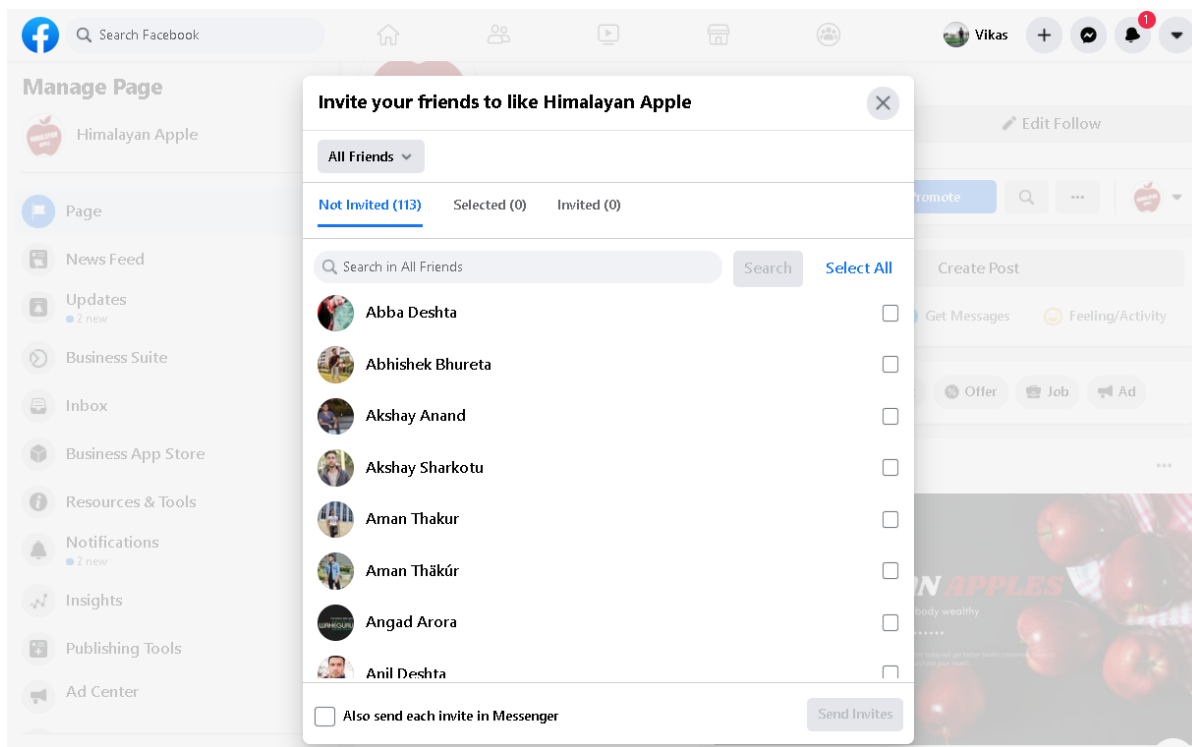 Search Facebook
Vikas
1
Manage Page
Himalayan Apple
Page
News Feed
Updates
2 new
Business Suite
Inbox
Business App Store
Resources & Tools
Notifications
2 new
Insights
Publishing Tools
Ad Center
Invite your friends to like Himalayan Apple
All Friends
Not Invited (113) Selected (0) Invited (0)
Search in All Friends Search Select All
Abba Deshta
Abhishek Bhureta
Akshay Anand
Akshay Sharkotu
Aman Thakur
Aman Thäkúr
Angad Arora
Anil Deshta
Also send each invite in Messenger Send Invites
Edit Follow
Create Post
Get Messages Feeling/Activity
Offer Job Ad
APPLES
body wealthy